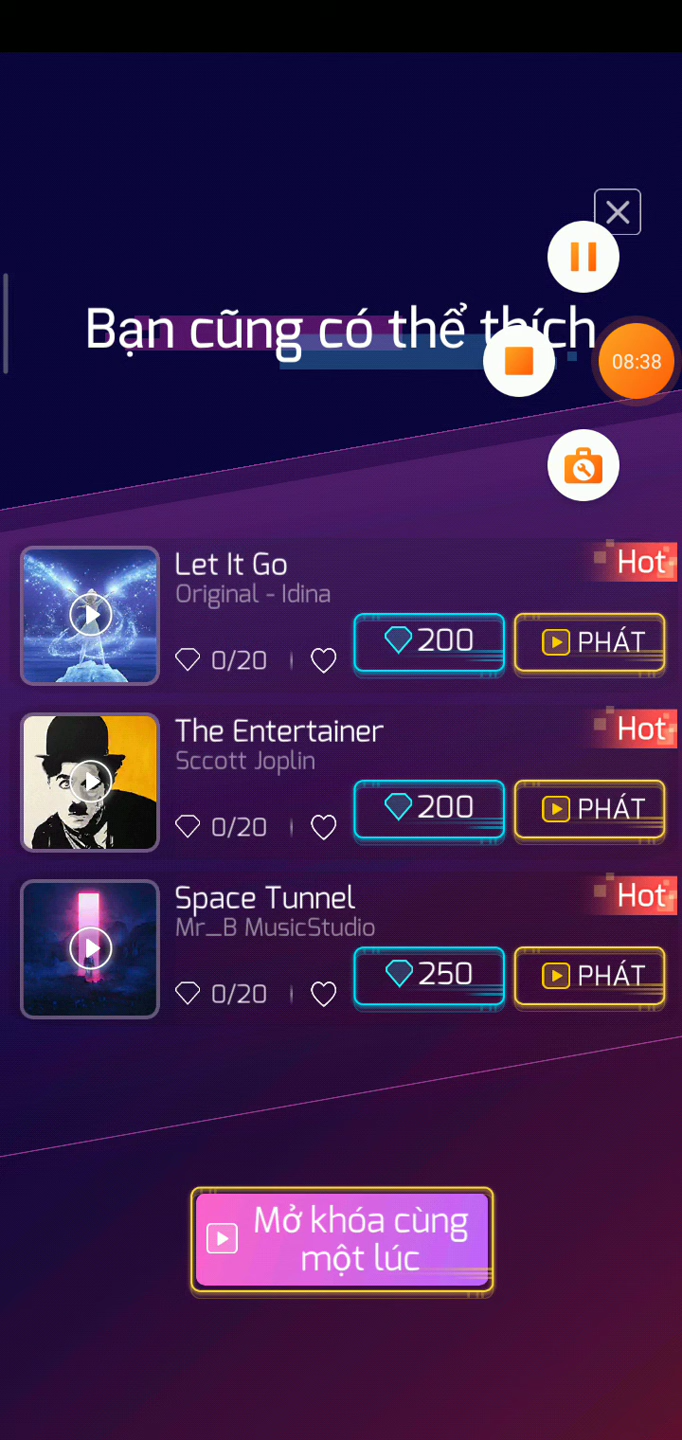 Bạn cũng có thể thích
08:38
Let It Go
Hot
Original - Idina
0/20
200
PHÁT
The Entertainer
Hot
Sccott Joplin
0/20
200
PHÁT
Space Tunnel
Hot
Mr_B MusicStudio
0/20
250
PHÁT
Mở khóa cùng
một lúc